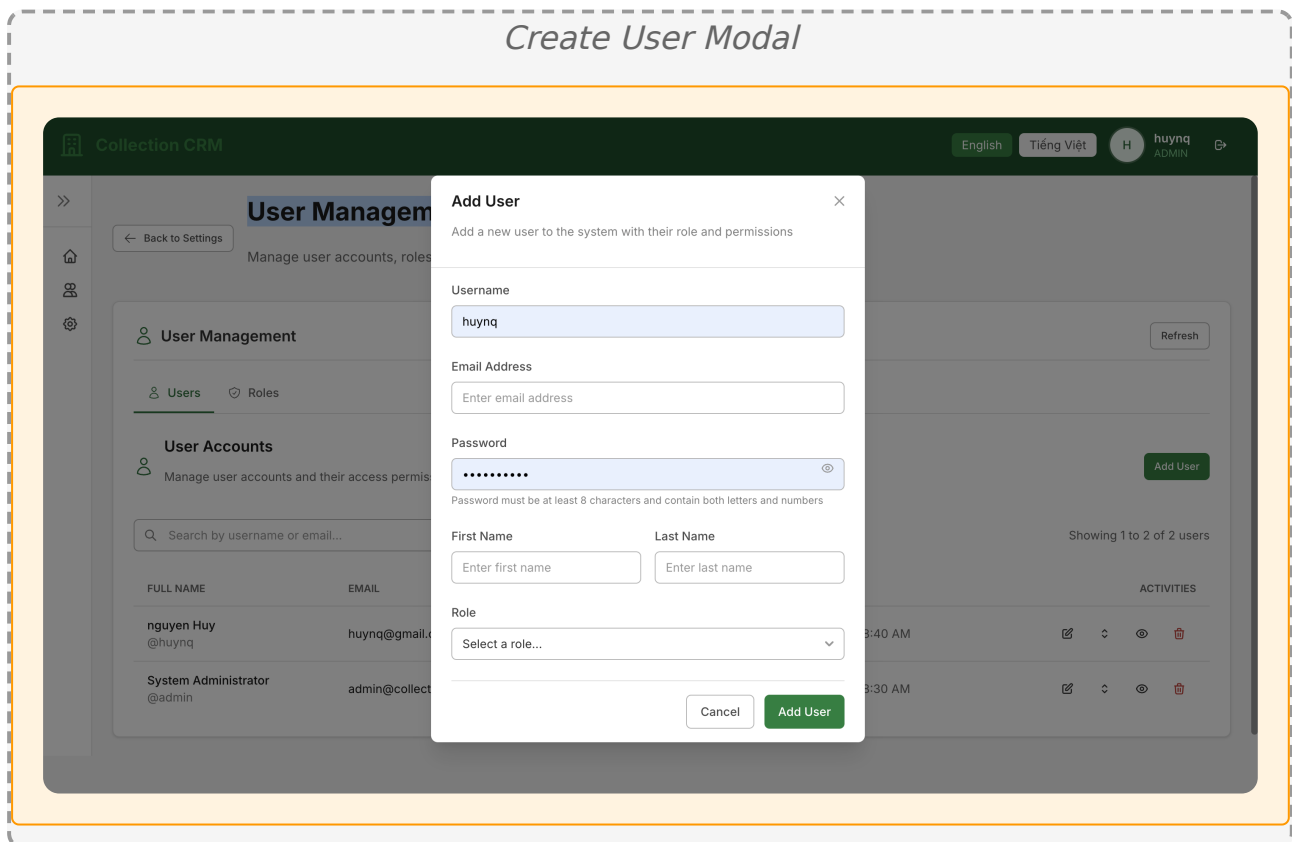 Create User Modal
Collection CRM
English
Tiếng Việt
H
huynq
ADMIN
User Managem
Back to Settings
Manage user accounts, roles
User Management
Refresh
Users
Roles
User Accounts
Manage user accounts and their access permis
Add User
Search by username or email...
Showing 1 to 2 of 2 users
FULL NAME EMAIL ACTIVITIES
nguyen Huy
@huynq
huynq@gmail.c
:40 AM
System Administrator
@admin
admin@collect
:30 AM
Add User
Add a new user to the system with their role and permissions
Username
huynq
Email Address
Enter email address
Password
••••••••••
Password must be at least 8 characters and contain both letters and numbers
First Name Last Name
Enter first name Enter last name
Role
Select a role...
Cancel
Add User